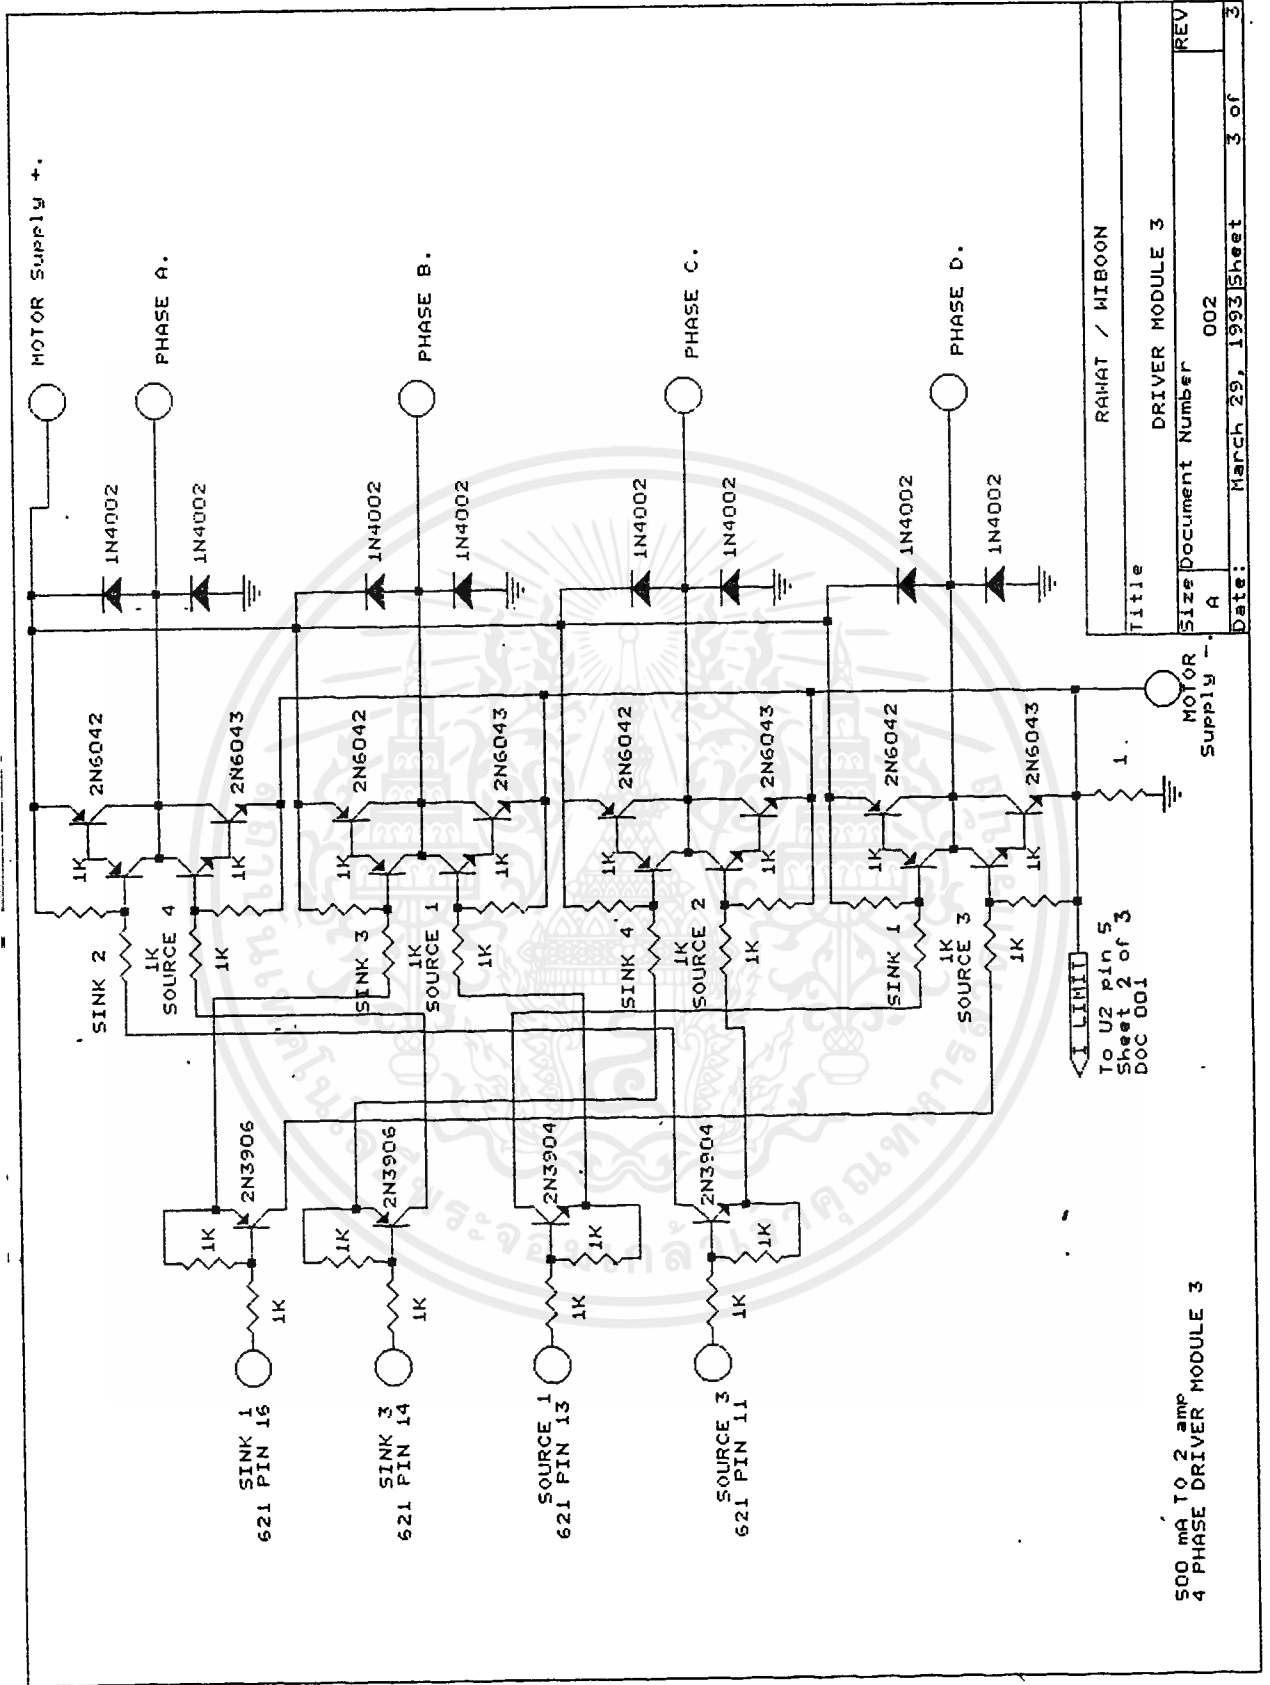 MOTOR Supply +.
PHASE A.
PHASE B.
PHASE C.
PHASE D.
1N4002
1N4002
1N4002
1N4002
1N4002
1N4002
1N4002
1N4002
2N6042
2N6043
2N6042
2N6043
2N6042
2N6043
2N6042
2N6043
1K
1K
1K
1K
1K
1K
1K
1K
SINK 2
1K
SOURCE 4
1K
SINK 3
1K
SOURCE 1
1K
SINK 4
1K
SOURCE 2
1K
SINK 1
1K
SOURCE 3
1K
MOTOR
Supply -.
1
I LIMIT
To U2 pin 5
Sheet 2 of 3
DOC 001
2N3906
2N3906
2N3904
2N3904
1K
1K
1K
1K
1K
1K
1K
1K
SINK 1
621 PIN 16
SINK 3
621 PIN 14
SOURCE 1
621 PIN 13
SOURCE 3
621 PIN 11
500 mA TO 2 amp
4 PHASE DRIVER MODULE 3
RAWAT / WIBOON
Title
DRIVER MODULE 3
Size Document Number
REV
A
002
Date: March 29, 1993 Sheet 3 of 3